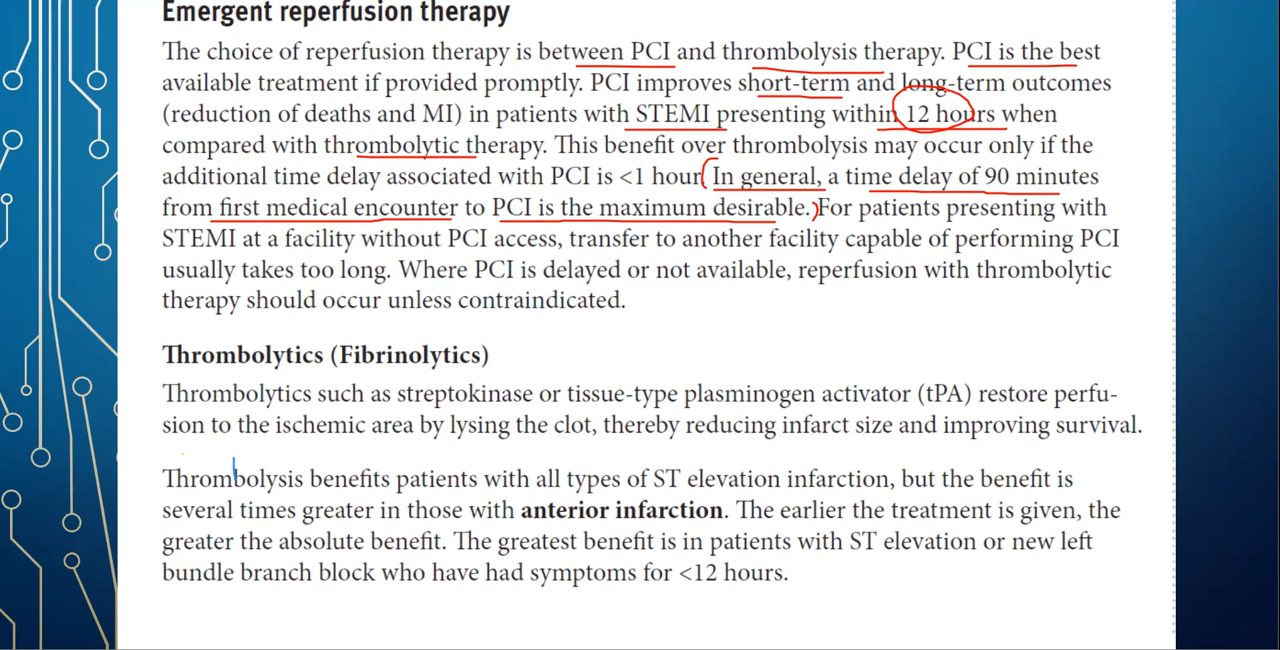 Emergent reperfusion therapy
The choice of reperfusion therapy is between PCI and thrombolysis therapy. PCI is the best
available treatment if provided promptly. PCI improves short-term and long-term outcomes
(reduction of deaths and MI) in patients with STEMI presenting within 12 hours when
compared with thrombolytic therapy. This benefit over thrombolysis may occur only if the
additional time delay associated with PCI is <1 hour. In general, a time delay of 90 minutes
from first medical encounter to PCI is the maximum desirable. For patients presenting with
STEMI at a facility without PCI access, transfer to another facility capable of performing PCI
usually takes too long. Where PCI is delayed or not available, reperfusion with thrombolytic
therapy should occur unless contraindicated.
Thrombolytics (Fibrinolytics)
Thrombolytics such as streptokinase or tissue-type plasminogen activator (tPA) restore perfu-
sion to the ischemic area by lysing the clot, thereby reducing infarct size and improving survival.
Thrombolysis benefits patients with all types of ST elevation infarction, but the benefit is
several times greater in those with anterior infarction. The earlier the treatment is given, the
greater the absolute benefit. The greatest benefit is in patients with ST elevation or new left
bundle branch block who have had symptoms for <12 hours.